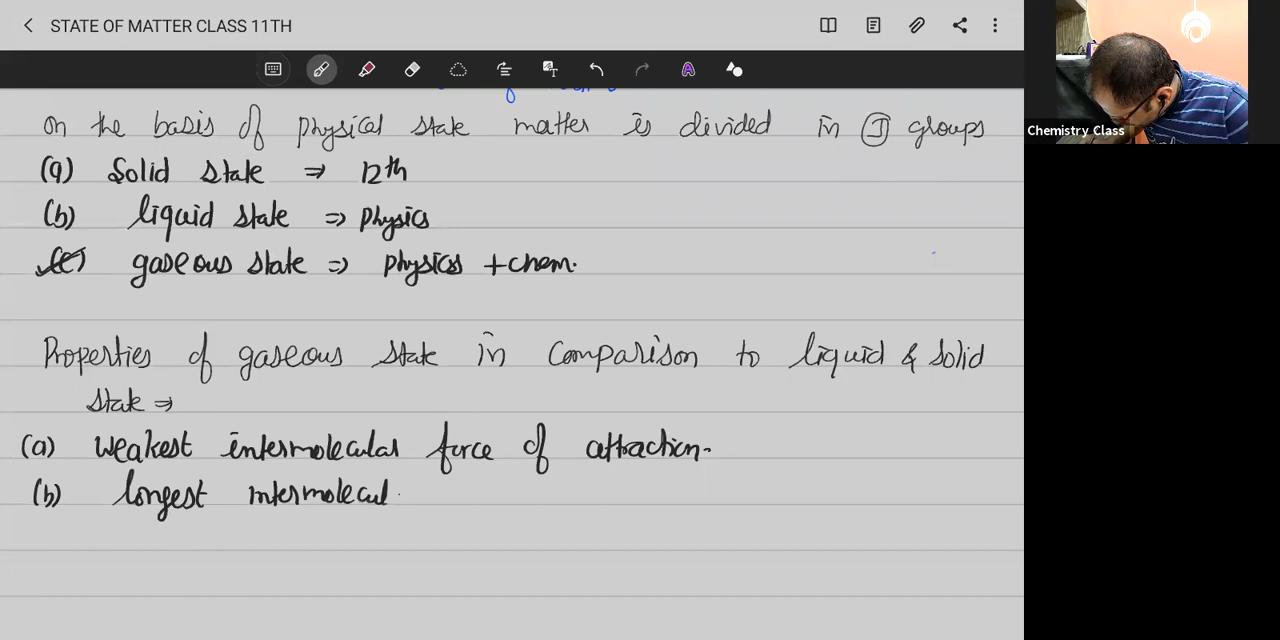 STATE OF MATTER CLASS 11TH
on the basis of physical state matter is divided in groups
(a) Solid state ⇒ 12th
(b) liquid state ⇒ physics
(c) gaseous state ⇒ physics + chem.
Properties of gaseous state in comparison to liquid & solid
state ⇒
(a) weakest intermolecular force of attraction.
(b) longest intermolecul
Chemistry Class